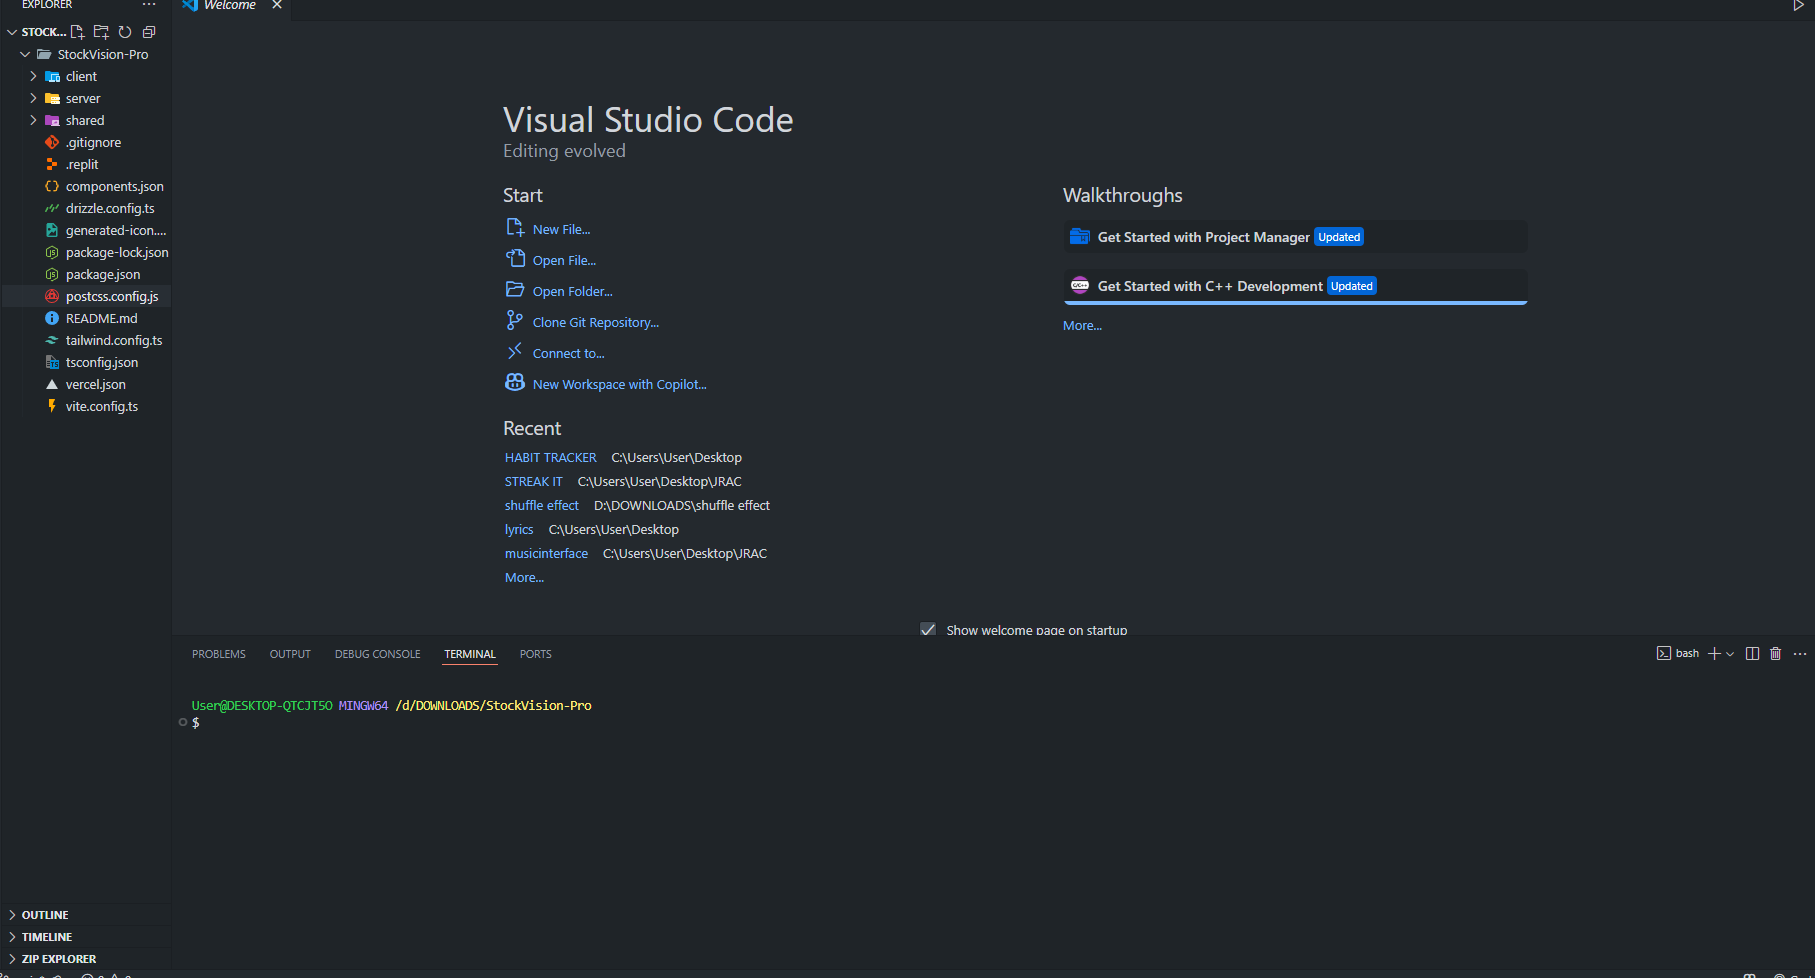 EXPLORER
Welcome
STOCK...
StockVision-Pro
client
server
shared
.gitignore
.replit
components.json
drizzle.config.ts
generated-icon....
package-lock.json
package.json
postcss.config.js
README.md
tailwind.config.ts
tsconfig.json
vercel.json
vite.config.ts
OUTLINE
TIMELINE
ZIP EXPLORER
Visual Studio Code
Editing evolved
Start
New File...
Open File...
Open Folder...
Clone Git Repository...
Connect to...
New Workspace with Copilot...
Recent
HABIT TRACKER C:\Users\User\Desktop
STREAK IT C:\Users\User\Desktop\JRAC
shuffle effect D:\DOWNLOADS\shuffle effect
lyrics C:\Users\User\Desktop
musicinterface C:\Users\User\Desktop\JRAC
More...
Walkthroughs
Get Started with Project Manager Updated
Get Started with C++ Development Updated
More...
Show welcome page on startup
PROBLEMS OUTPUT DEBUG CONSOLE TERMINAL PORTS
bash
User@DESKTOP-QTCJT5O MINGW64 /d/DOWNLOADS/StockVision-Pro
$